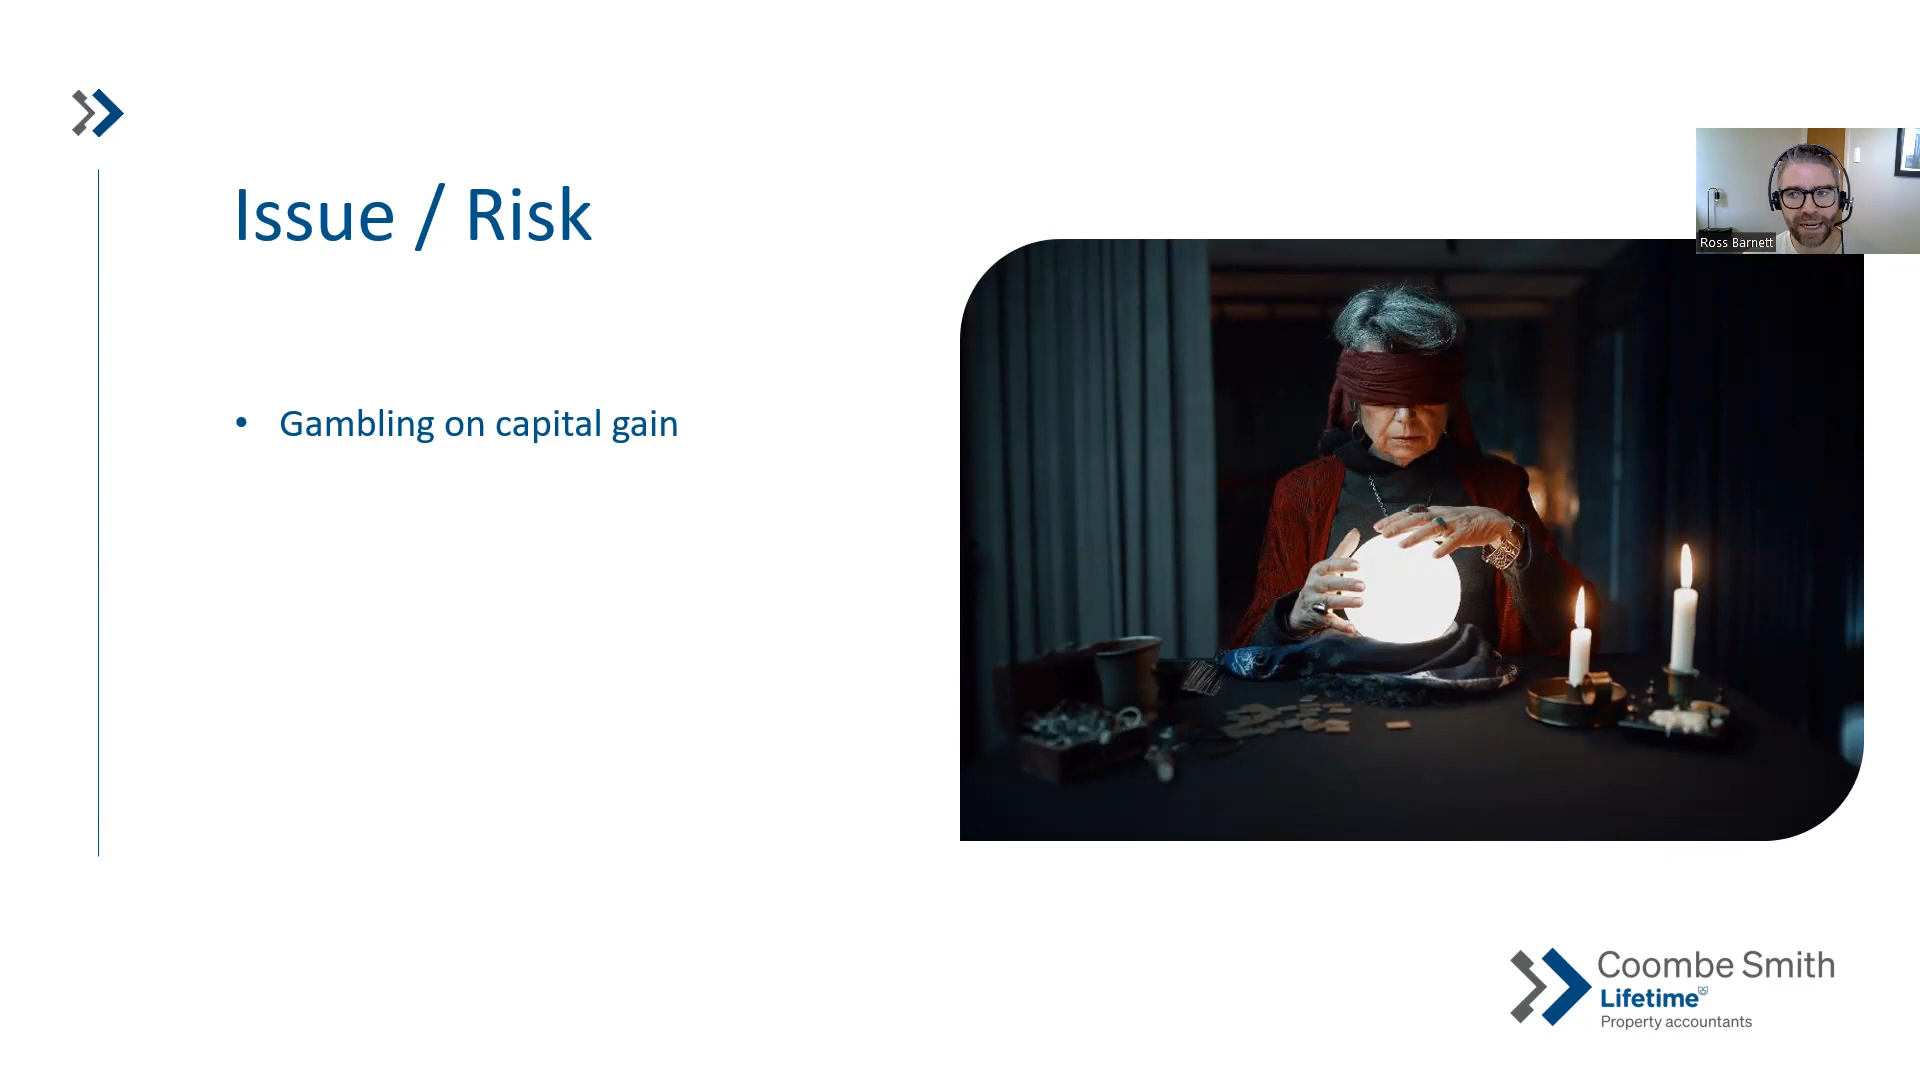 Issue / Risk
Ross Barnett
• Gambling on capital gain
Coombe Smith
Lifetime
Property accountants